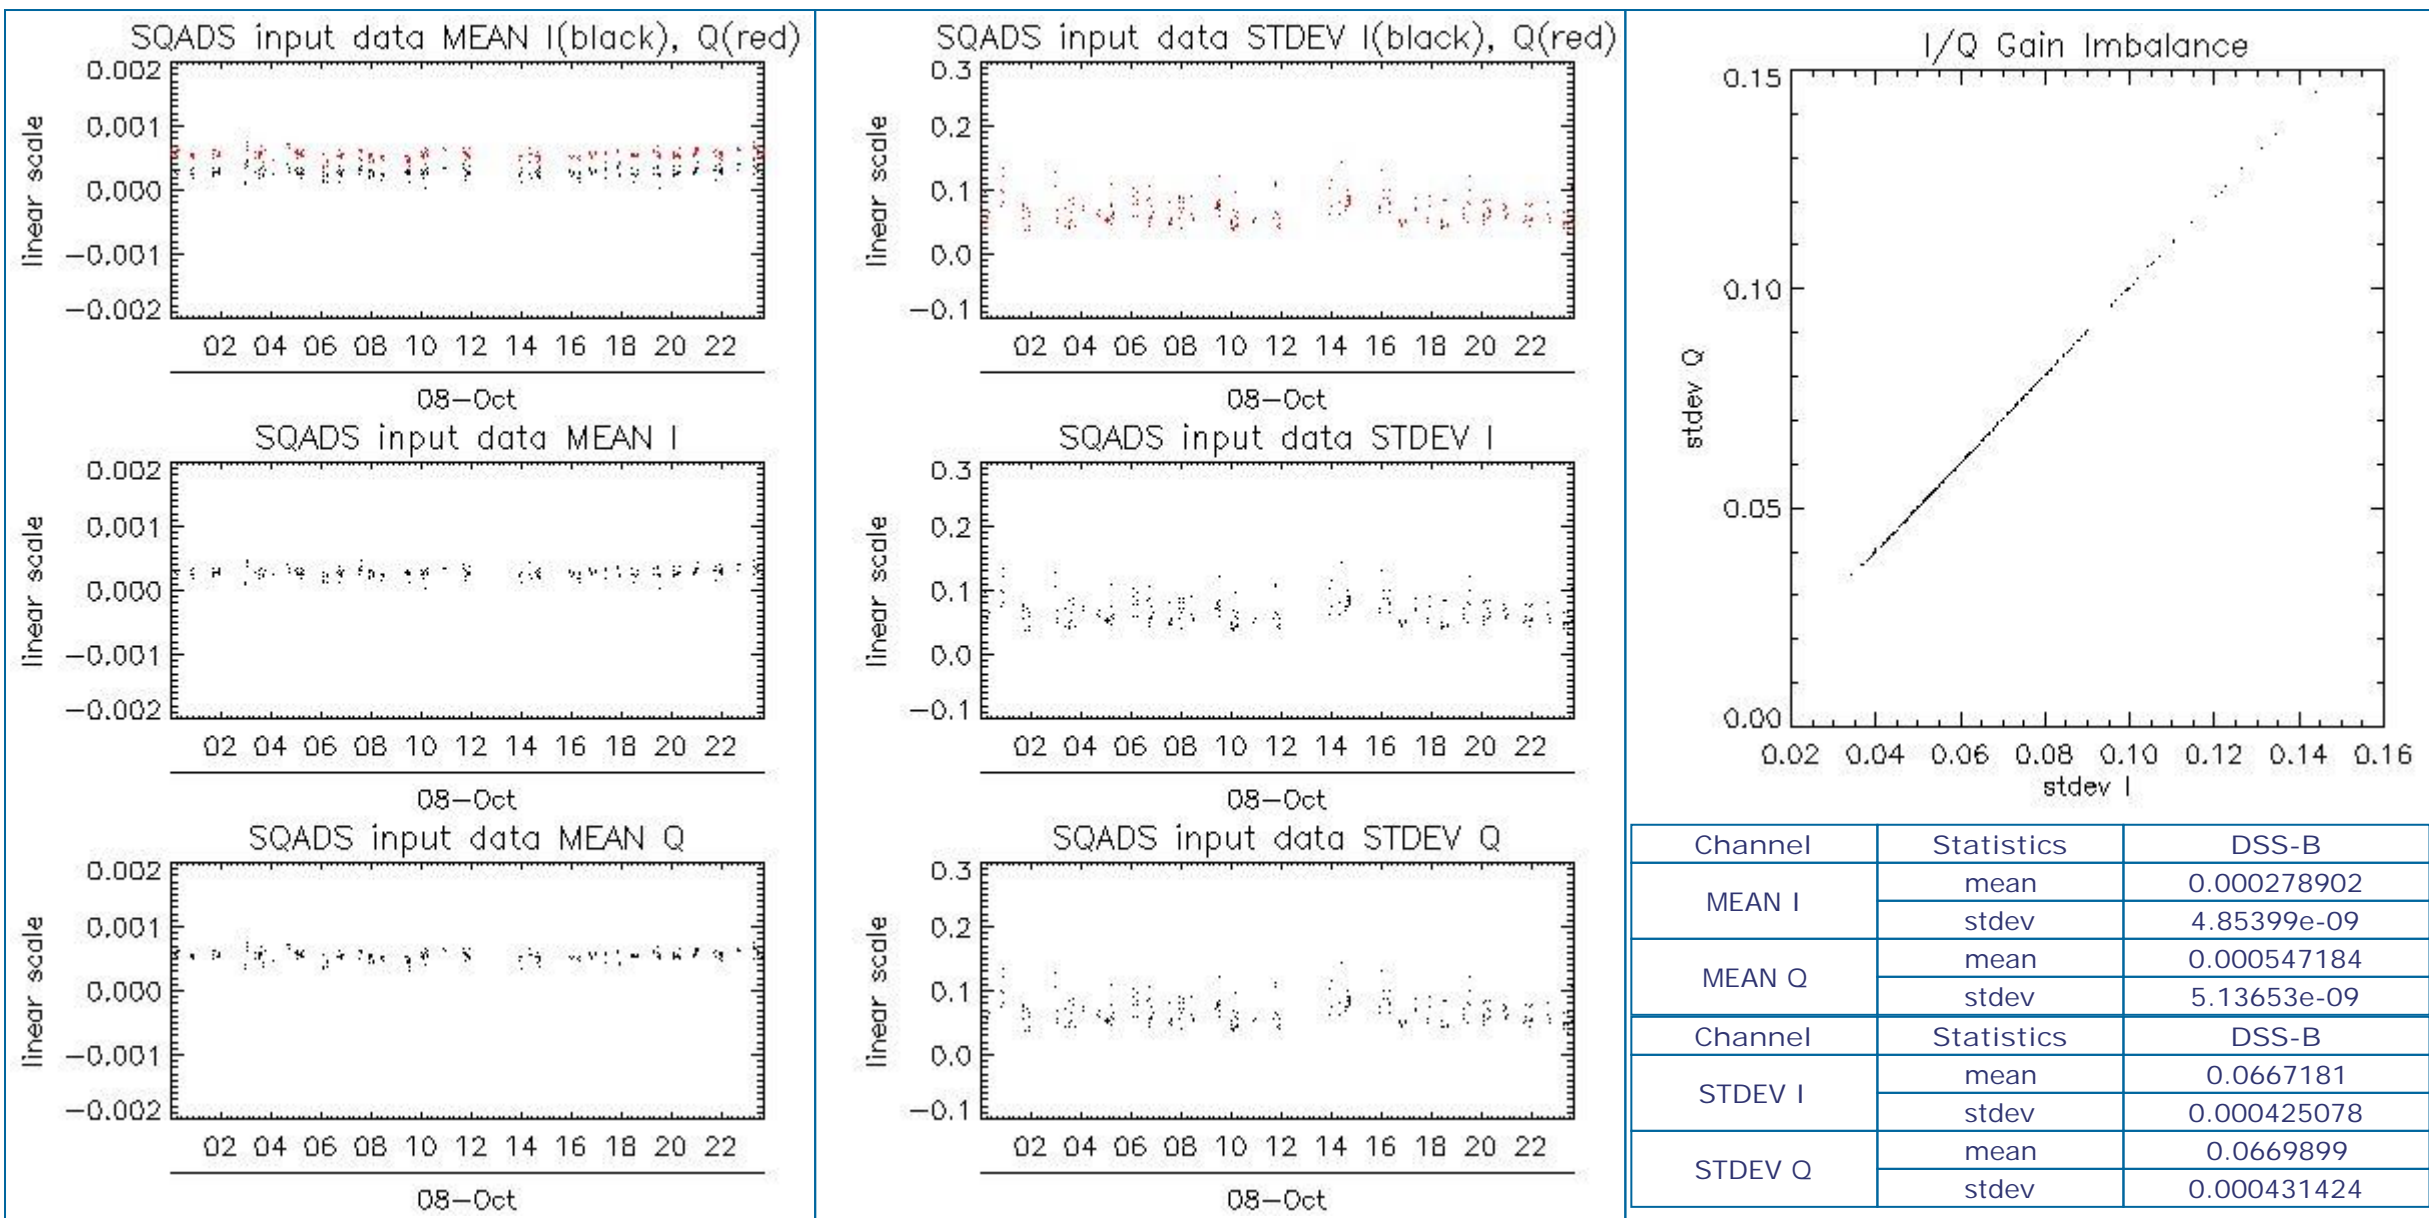 SQADS input data MEAN I(black), Q(red)
0.002
0.001
0.000
-0.001
-0.002
linear scale
02 04 06 08 10 12 14 16 18 20 22
08-Oct
SQADS input data MEAN I
0.002
0.001
0.000
-0.001
-0.002
linear scale
02 04 06 08 10 12 14 16 18 20 22
08-Oct
SQADS input data MEAN Q
0.002
0.001
0.000
-0.001
-0.002
linear scale
02 04 06 08 10 12 14 16 18 20 22
08-Oct
SQADS input data STDEV I(black), Q(red)
0.3
0.2
0.1
0.0
-0.1
linear scale
02 04 06 08 10 12 14 16 18 20 22
08-Oct
SQADS input data STDEV I
0.3
0.2
0.1
0.0
-0.1
linear scale
02 04 06 08 10 12 14 16 18 20 22
08-Oct
SQADS input data STDEV Q
0.3
0.2
0.1
0.0
-0.1
linear scale
02 04 06 08 10 12 14 16 18 20 22
08-Oct
I/Q Gain Imbalance
0.15
0.10
0.05
0.00
stdev Q
0.02 0.04 0.06 0.08 0.10 0.12 0.14 0.16
stdev I
Channel Statistics DSS-B
MEAN I mean 0.000278902
stdev 4.85399e-09
MEAN Q mean 0.000547184
stdev 5.13653e-09
Channel Statistics DSS-B
STDEV I mean 0.0667181
stdev 0.000425078
STDEV Q mean 0.0669899
stdev 0.000431424